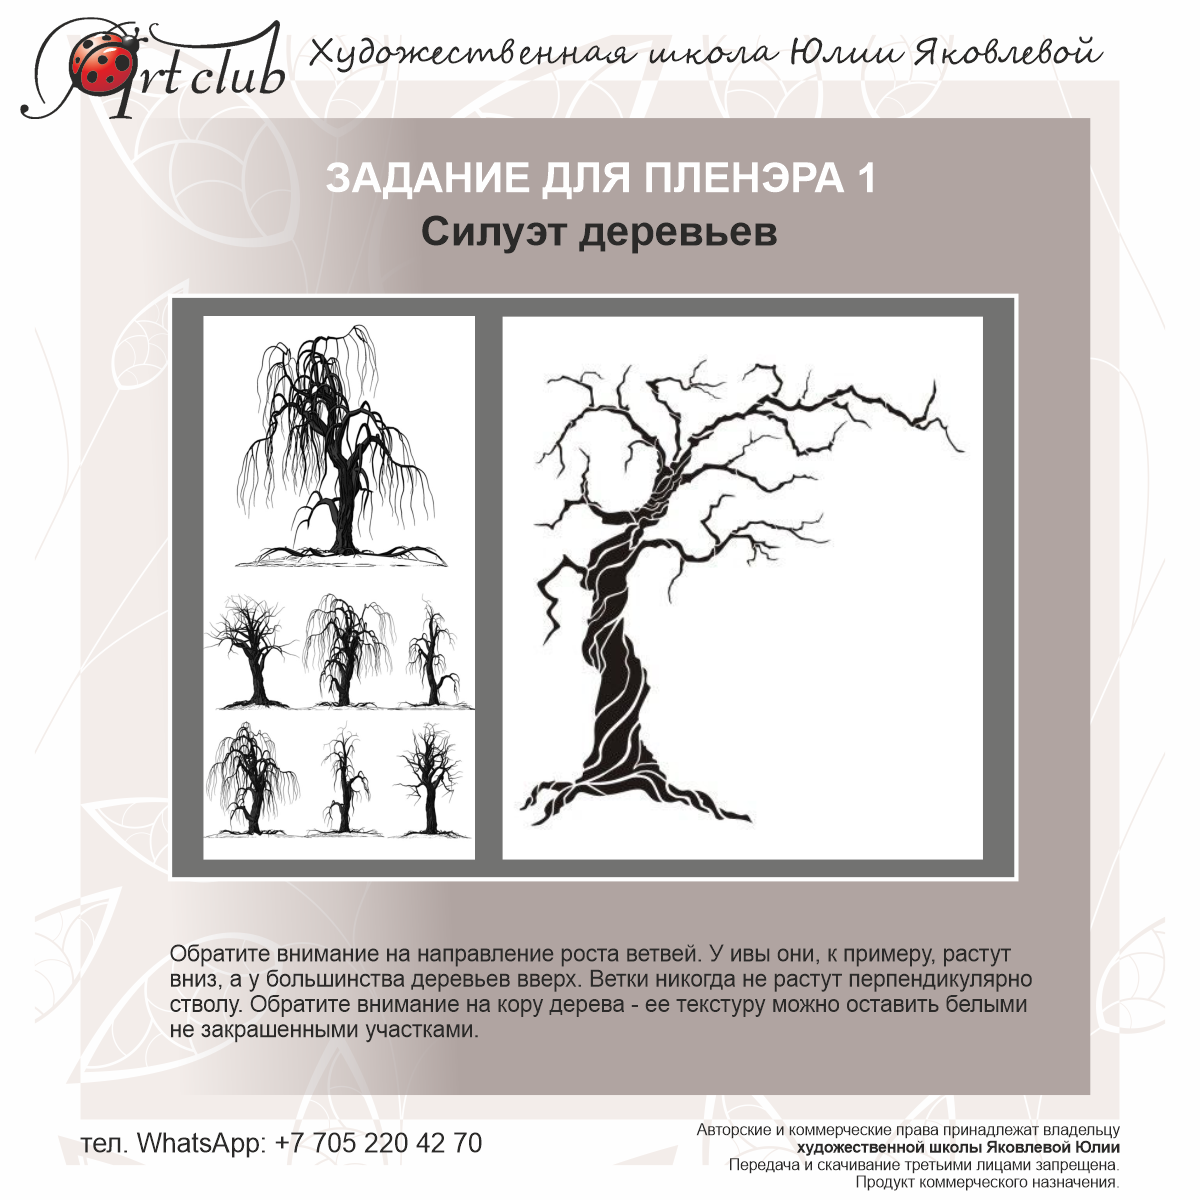 Art club
Художественная школа Юлии Яковлевой
ЗАДАНИЕ ДЛЯ ПЛЕНЭРА 1
Силуэт деревьев
Обратите внимание на направление роста ветвей. У ивы они, к примеру, растут
вниз, а у большинства деревьев вверх. Ветки никогда не растут перпендикулярно
стволу. Обратите внимание на кору дерева - ее текстуру можно оставить белыми
не закрашенными участками.
тел. WhatsApp: +7 705 220 42 70
Авторские и коммерческие права принадлежат владельцу
художественной школы Яковлевой Юлии
Передача и скачивание третьими лицами запрещена.
Продукт коммерческого назначения.